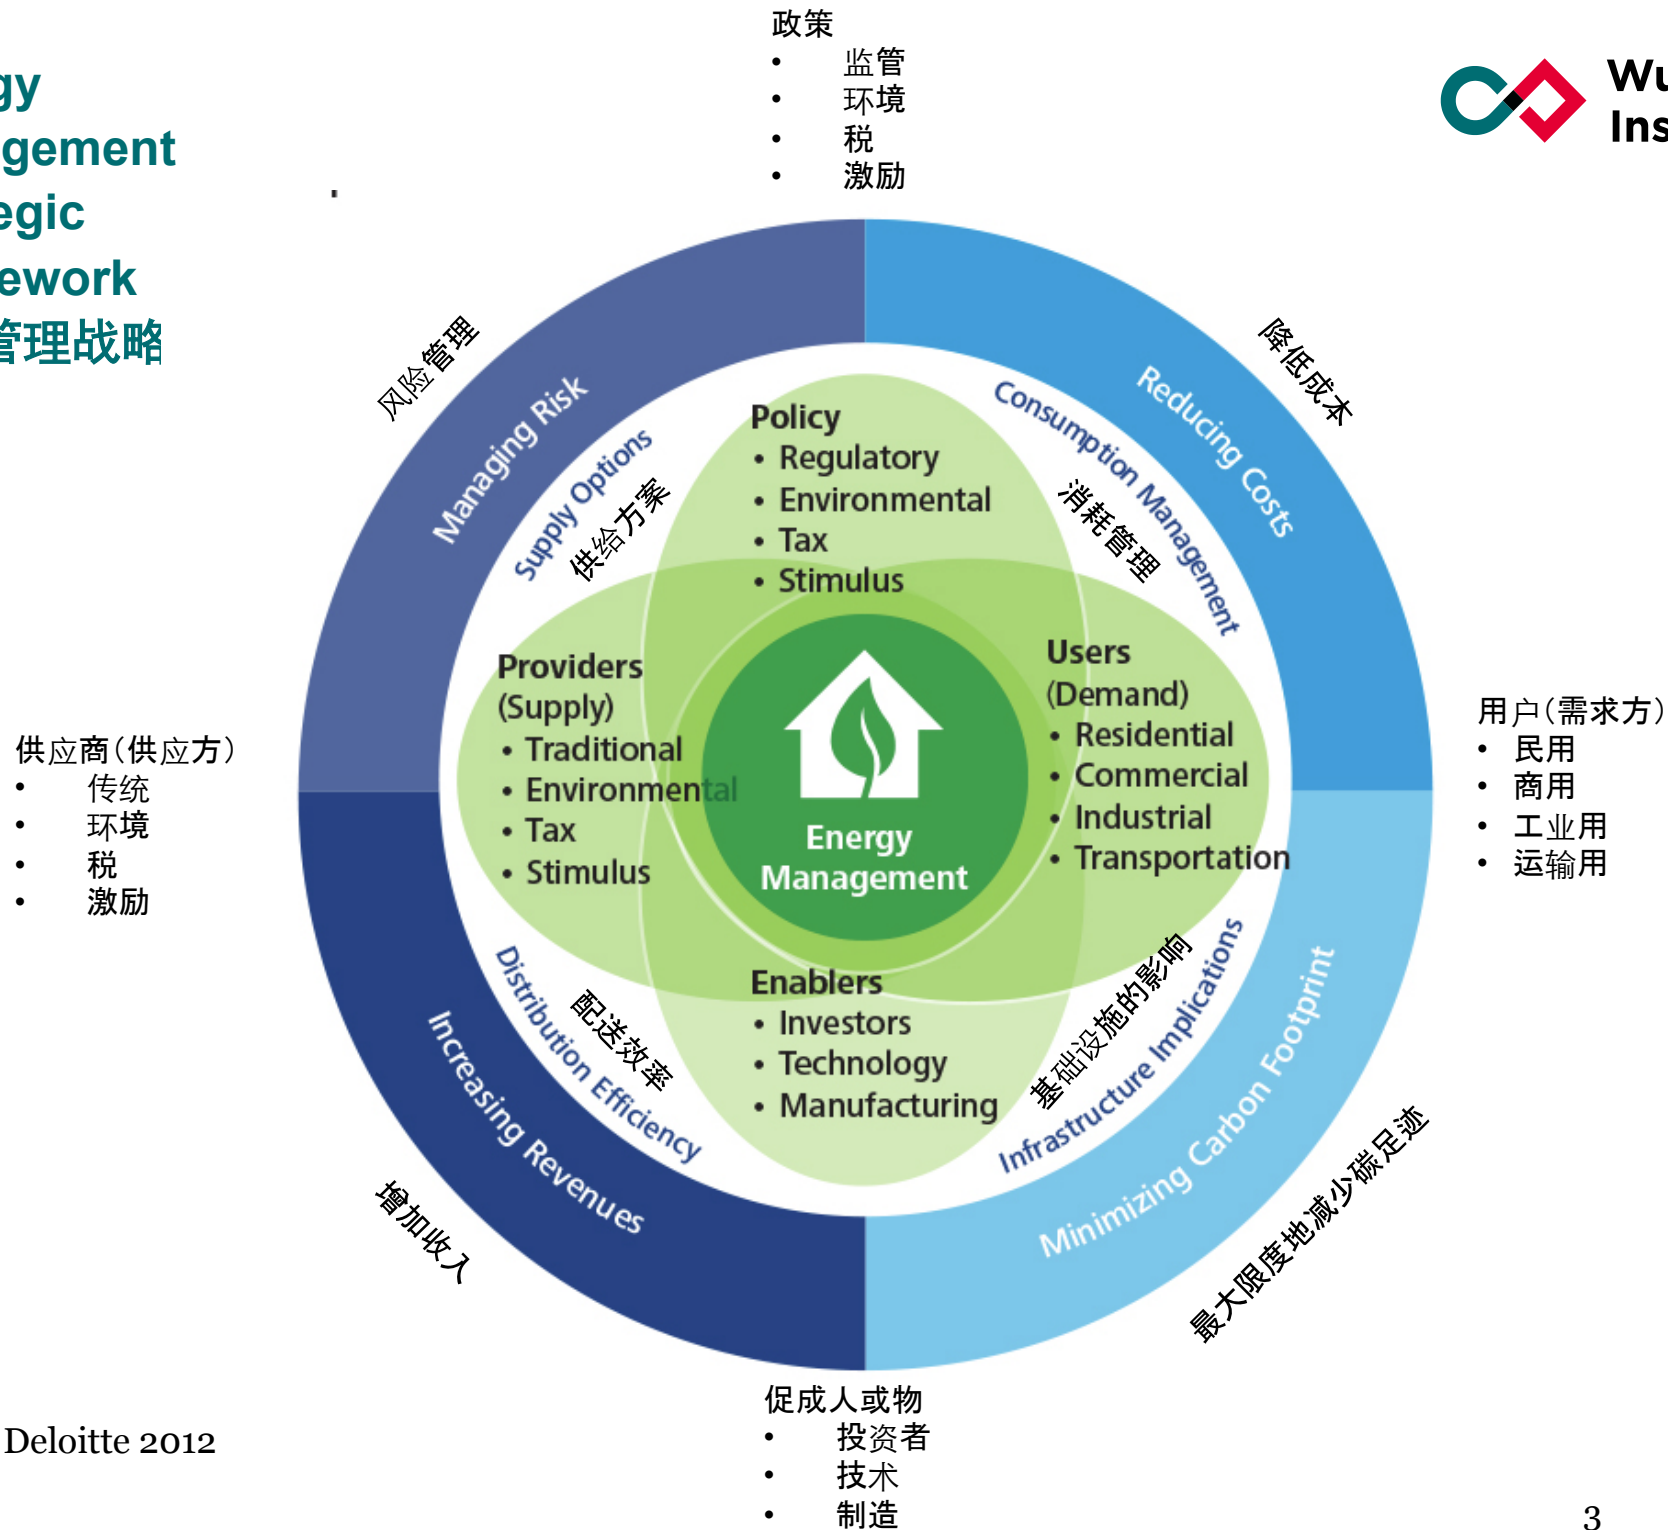 政策
• 监管
• 环境
• 税
• 激励
gy
gement
egic
ework
管理战略
Wu
Ins
风险管理
降低成本
Managing Risk
Reducing Costs
Supply Options
供给方案
Consumption Management
消耗管理
Policy
• Regulatory
• Environmental
• Tax
• Stimulus
Providers
(Supply)
• Traditional
• Environmental
• Tax
• Stimulus
Energy
Management
Users
(Demand)
• Residential
• Commercial
• Industrial
• Transportation
供应商(供应方)
• 传统
• 环境
• 税
• 激励
用户(需求方)
• 民用
• 商用
• 工业用
• 运输用
Enablers
• Investors
• Technology
• Manufacturing
Distribution Efficiency
配送效率
基础设施的影响
Infrastructure Implications
Increasing Revenues
Minimizing Carbon Footprint
增加收入
最大限度地减少碳足迹
促成人或物
• 投资者
• 技术
• 制造
Deloitte 2012
3